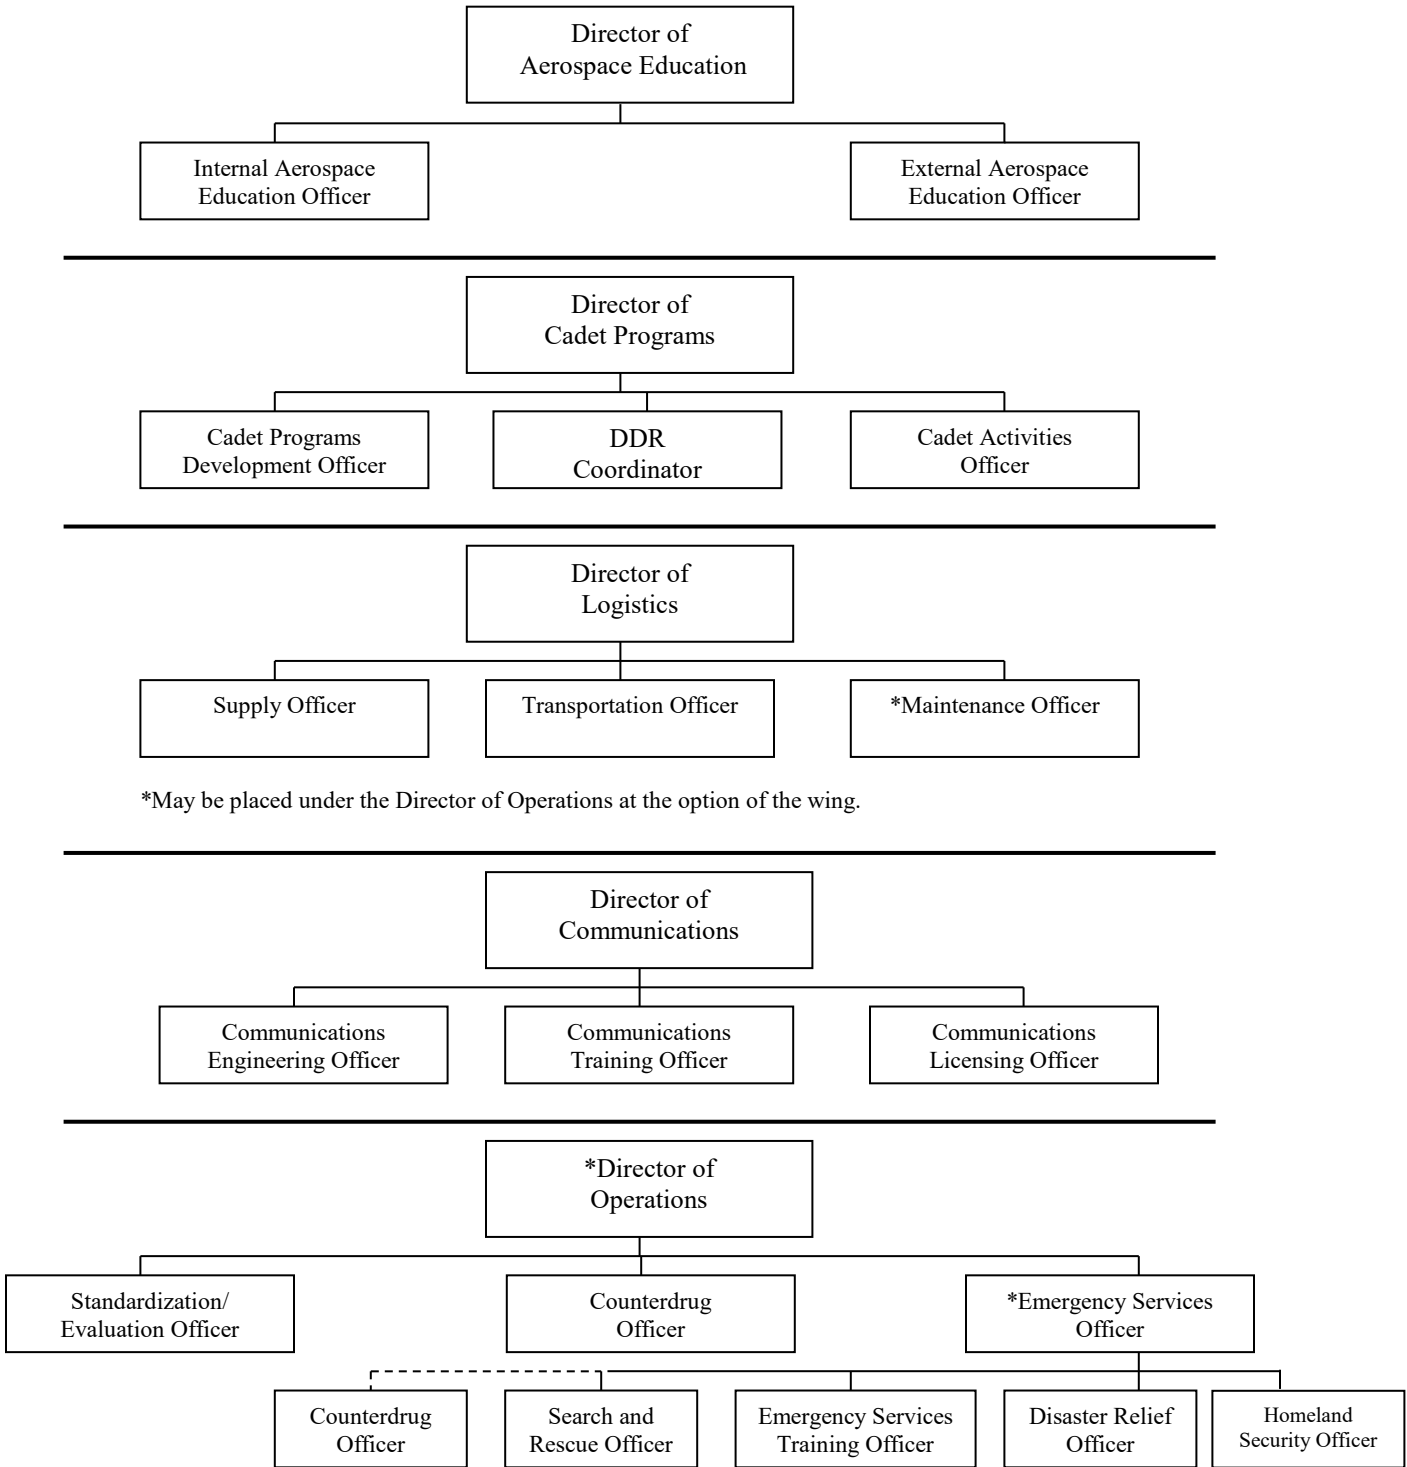 Director of
Aerospace Education
Internal Aerospace
Education Officer
External Aerospace
Education Officer
Director of
Cadet Programs
Cadet Programs
Development Officer
DDR
Coordinator
Cadet Activities
Officer
Director of
Logistics
Supply Officer
Transportation Officer
*Maintenance Officer
*May be placed under the Director of Operations at the option of the wing.
Director of
Communications
Communications
Engineering Officer
Communications
Training Officer
Communications
Licensing Officer
*Director of
Operations
Standardization/
Evaluation Officer
Counterdrug
Officer
*Emergency Services
Officer
Counterdrug
Officer
Search and
Rescue Officer
Emergency Services
Training Officer
Disaster Relief
Officer
Homeland
Security Officer